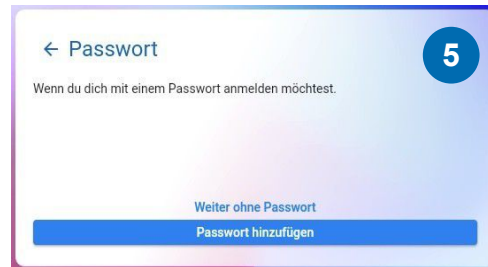 ← Passwort
5
Wenn du dich mit einem Passwort anmelden möchtest.
Weiter ohne Passwort
Passwort hinzufügen